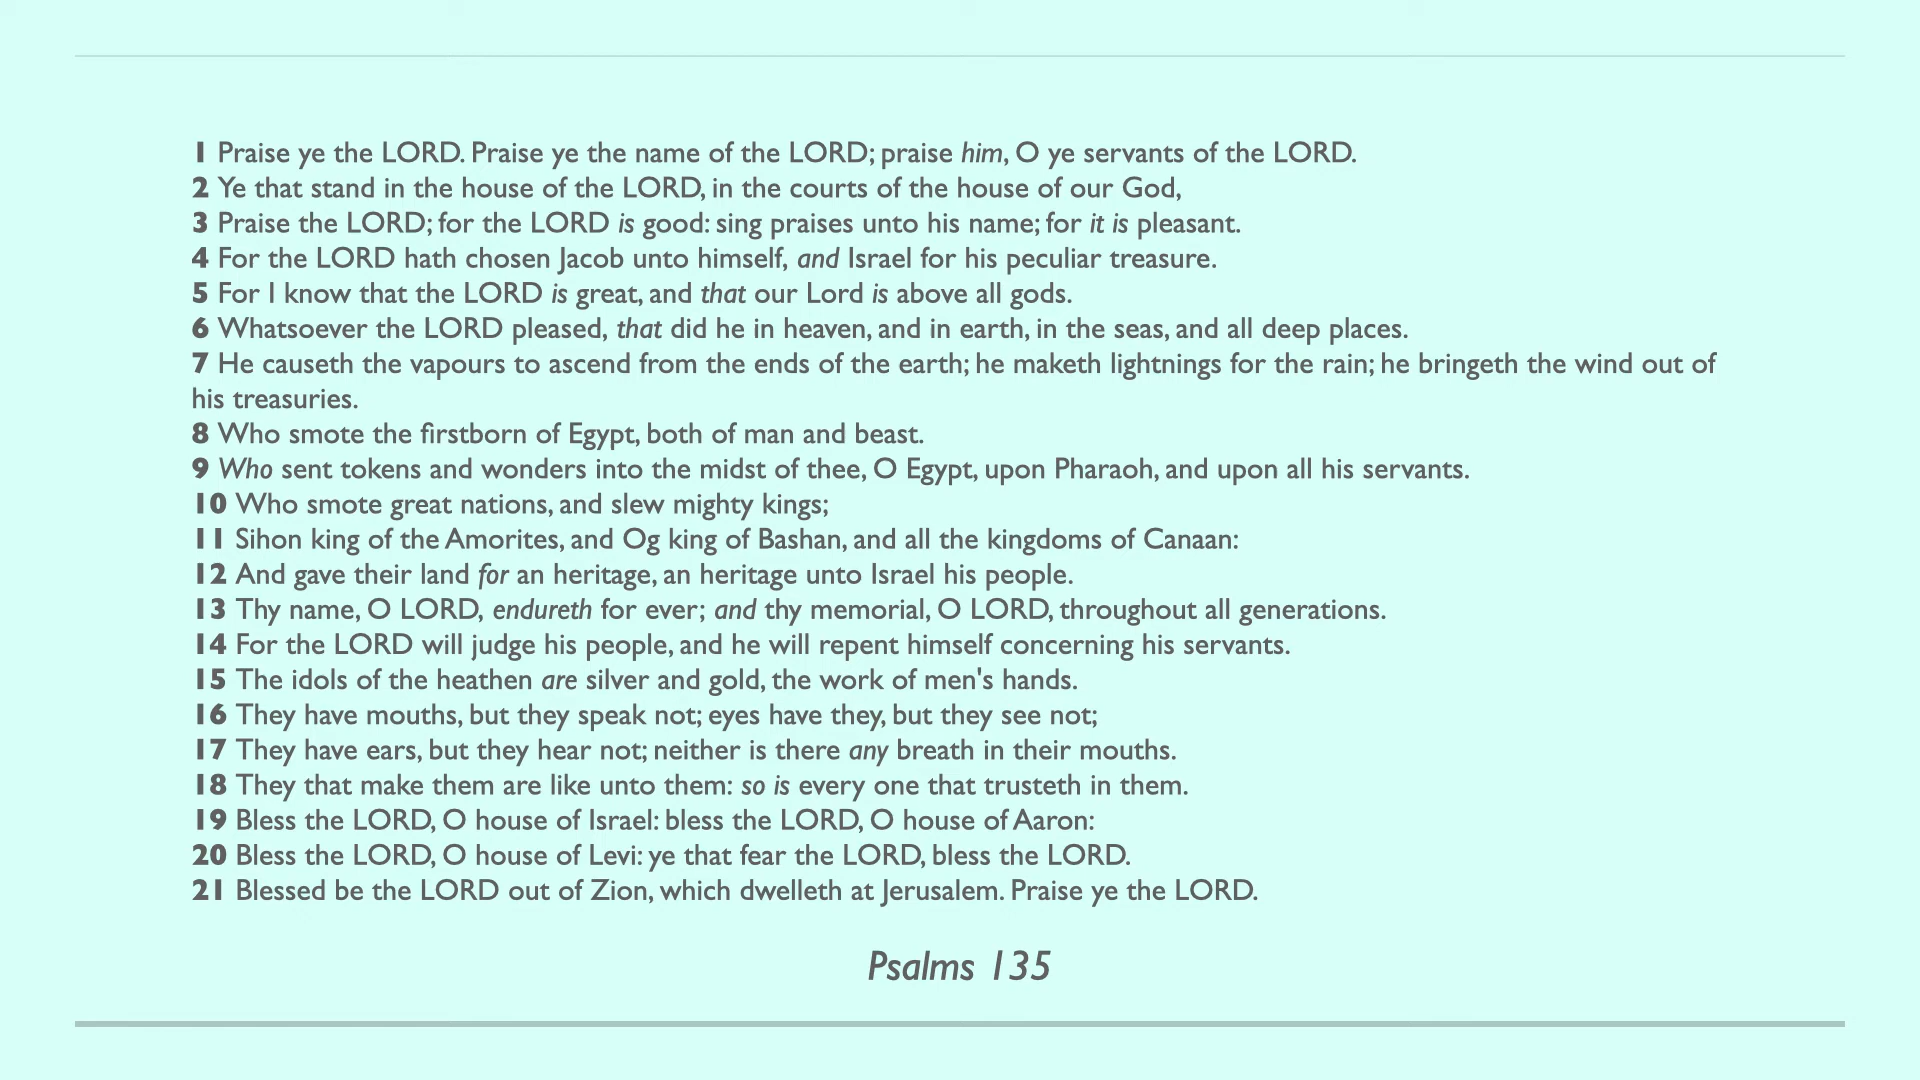 1 Praise ye the LORD. Praise ye the name of the LORD; praise him, O ye servants of the LORD.
2 Ye that stand in the house of the LORD, in the courts of the house of our God,
3 Praise the LORD; for the LORD is good: sing praises unto his name; for it is pleasant.
4 For the LORD hath chosen Jacob unto himself, and Israel for his peculiar treasure.
5 For I know that the LORD is great, and that our Lord is above all gods.
6 Whatsoever the LORD pleased, that did he in heaven, and in earth, in the seas, and all deep places.
7 He causeth the vapours to ascend from the ends of the earth; he maketh lightnings for the rain; he bringeth the wind out of
his treasuries.
8 Who smote the firstborn of Egypt, both of man and beast.
9 Who sent tokens and wonders into the midst of thee, O Egypt, upon Pharaoh, and upon all his servants.
10 Who smote great nations, and slew mighty kings;
11 Sihon king of the Amorites, and Og king of Bashan, and all the kingdoms of Canaan:
12 And gave their land for an heritage, an heritage unto Israel his people.
13 Thy name, O LORD, endureth for ever; and thy memorial, O LORD, throughout all generations.
14 For the LORD will judge his people, and he will repent himself concerning his servants.
15 The idols of the heathen are silver and gold, the work of men's hands.
16 They have mouths, but they speak not; eyes have they, but they see not;
17 They have ears, but they hear not; neither is there any breath in their mouths.
18 They that make them are like unto them: so is every one that trusteth in them.
19 Bless the LORD, O house of Israel: bless the LORD, O house of Aaron:
20 Bless the LORD, O house of Levi: ye that fear the LORD, bless the LORD.
21 Blessed be the LORD out of Zion, which dwelleth at Jerusalem. Praise ye the LORD.
Psalms 135